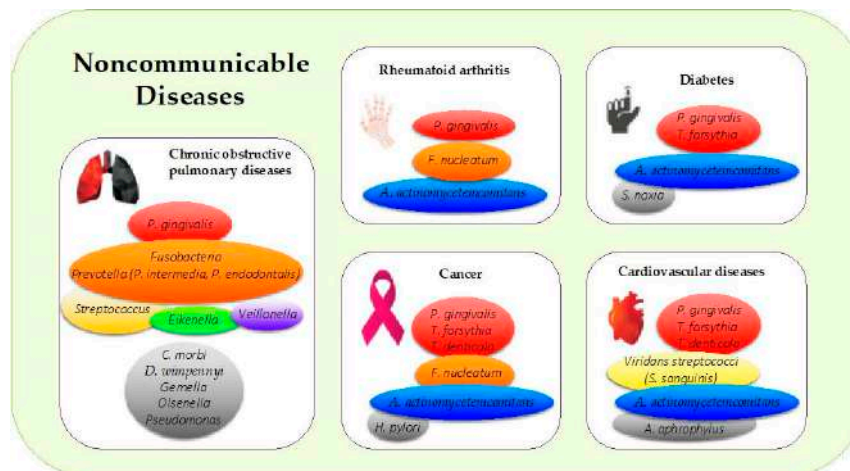 Noncommunicable
Diseases
Chronic obstructive
pulmonary diseases
P. gingivalis
Fusobacteria
Prevotella (P. intermedia, P. endodontalis)
Streptococcus
Eikenella
Veillonella
C. morbi
D. wimpennyi
Gemella
Olsenella
Pseudomonas
Rheumatoid arthritis
P. gingivalis
F. nucleatum
A. actinomycetemcomitans
Diabetes
P. gingivalis
T. forsythia
A. actinomycetemcomitans
S. noxia
Cancer
P. gingivalis
T. forsythia
T. denticola
F. nucleatum
A. actinomycetemcomitans
H. pylori
Cardiovascular diseases
P. gingivalis
T. forsythia
T. denticola
Viridans streptococci
(S. sanguinis)
A. actinomycetemcomitans
A. aphrophylus